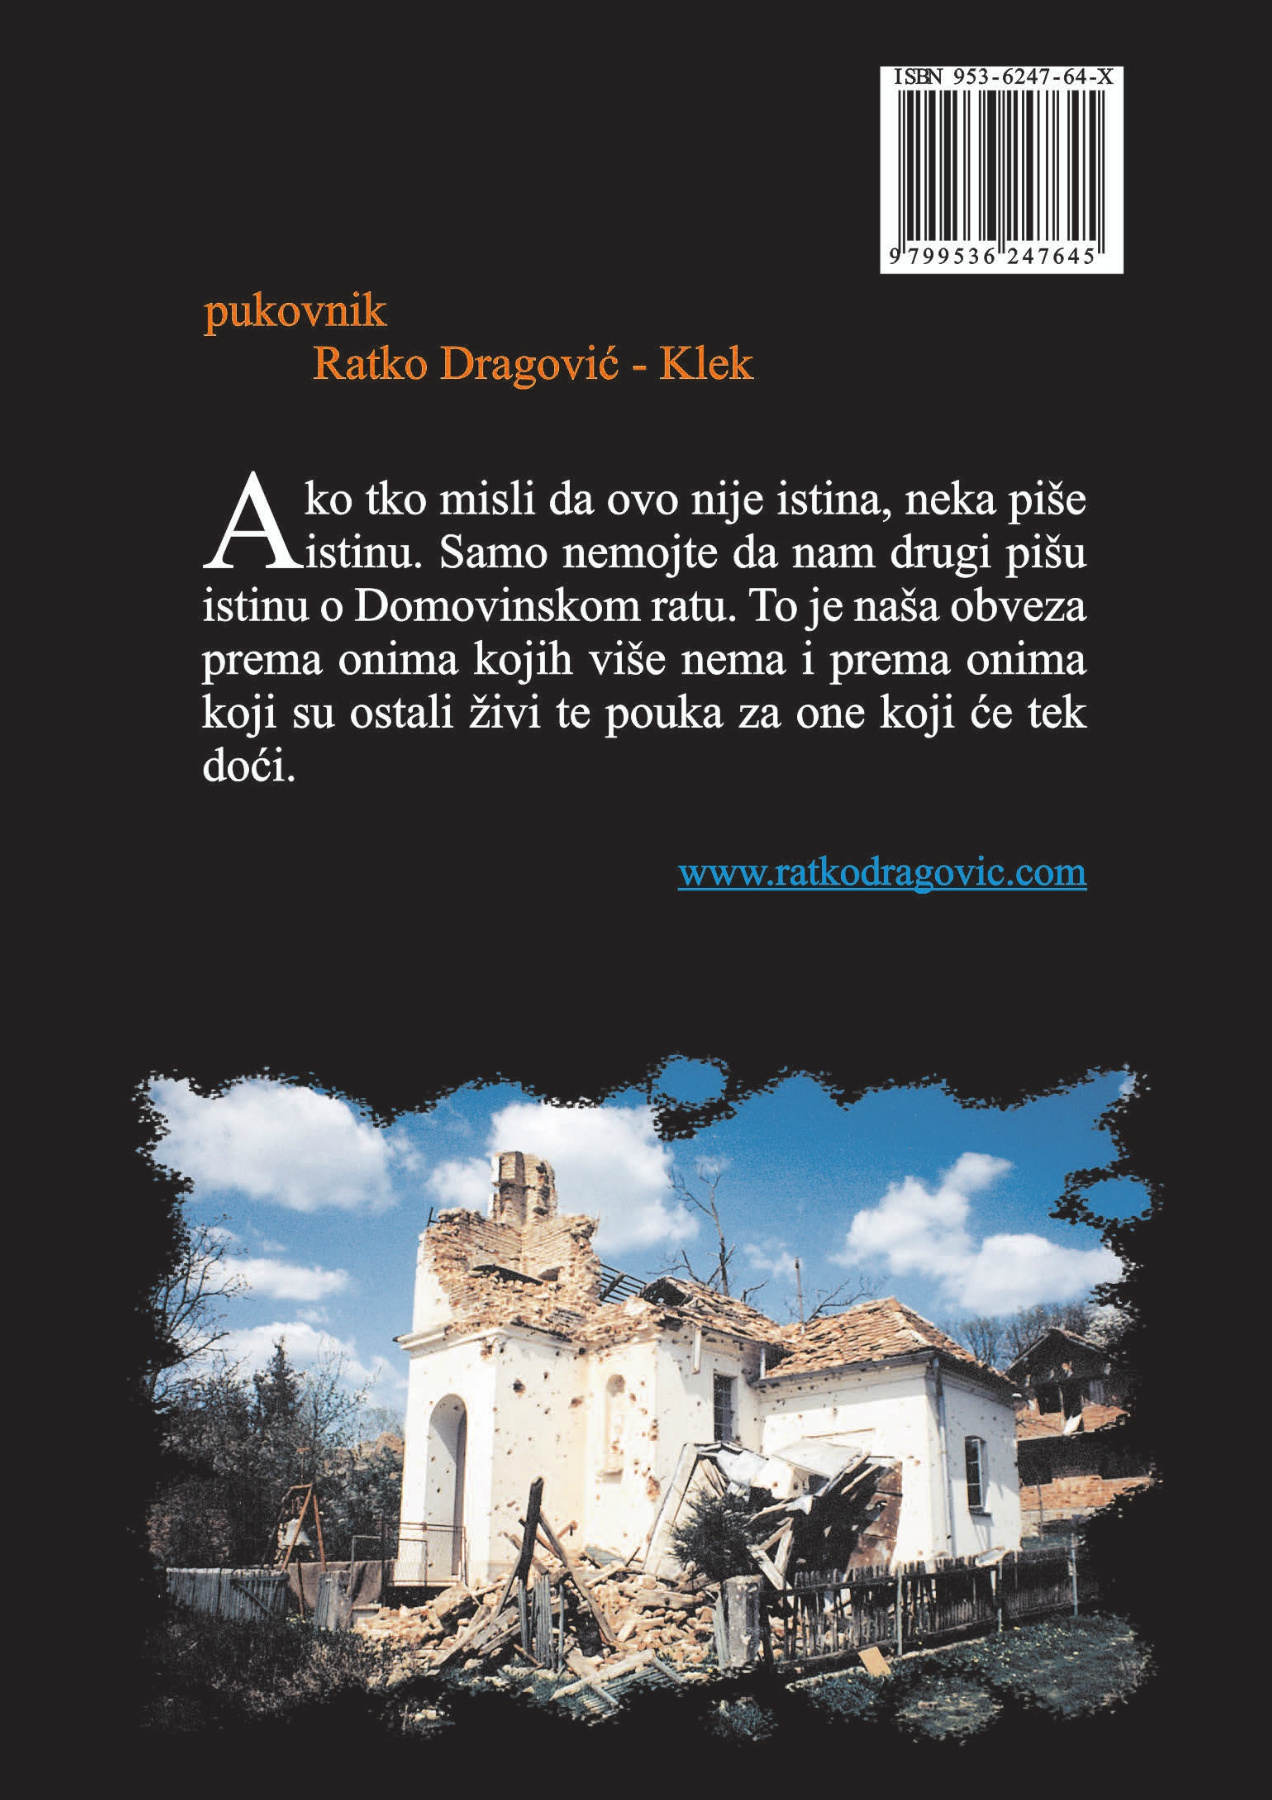 ISBN 953-6247-64-X
9 799536 247645
pukovnik
Ratko Dragović - Klek
Ako tko misli da ovo nije istina, neka piše
istinu. Samo nemojte da nam drugi pišu
istinu o Domovinskom ratu. To je naša obveza
prema onima kojih više nema i prema onima
koji su ostali živi te pouka za one koji će tek
doći.
www.ratkodragovic.com